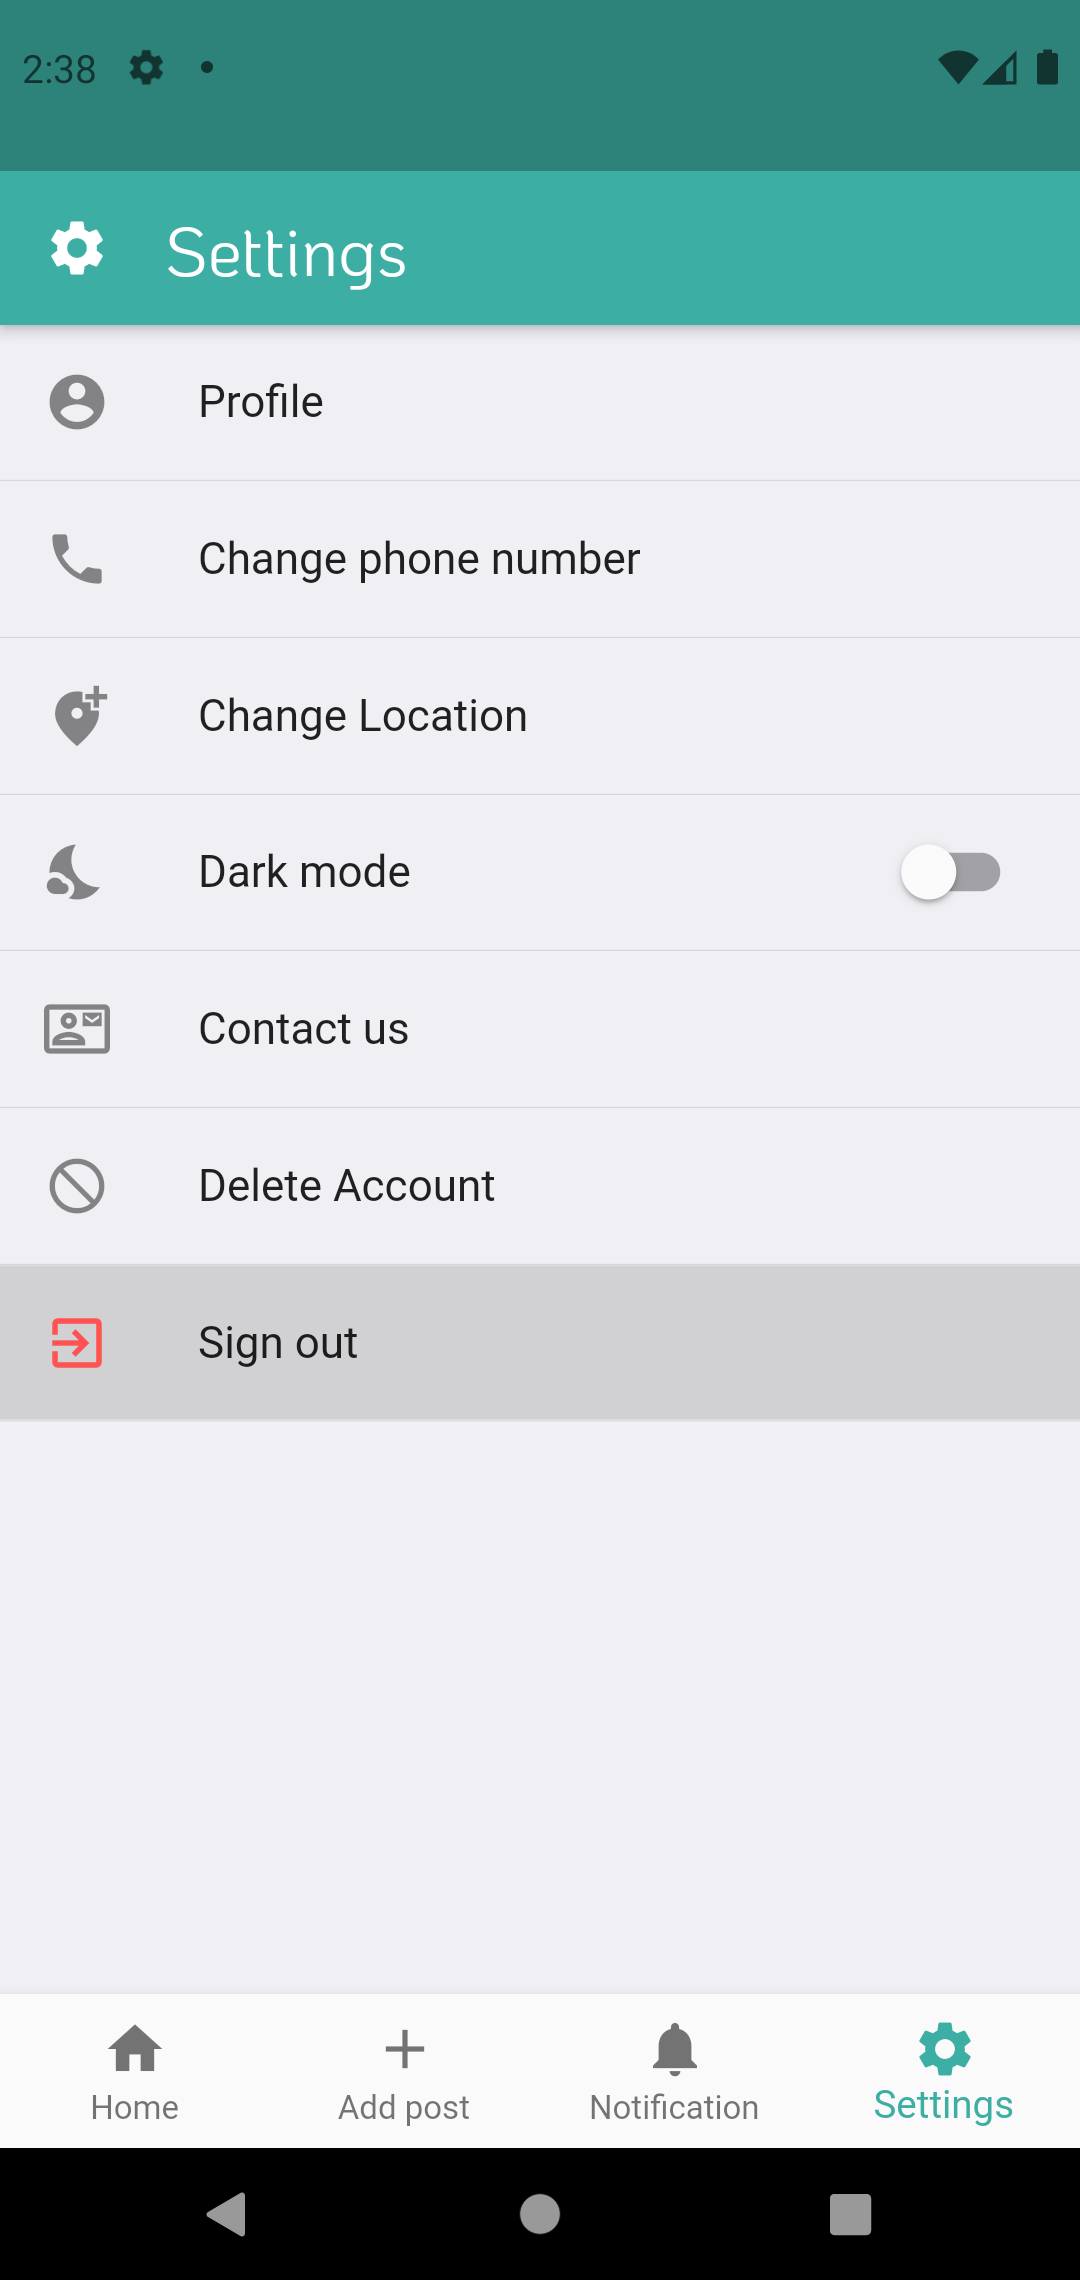 2:38
Settings
Profile
Change phone number
Change Location
Dark mode
Contact us
Delete Account
Sign out
Home
Add post
Notification
Settings